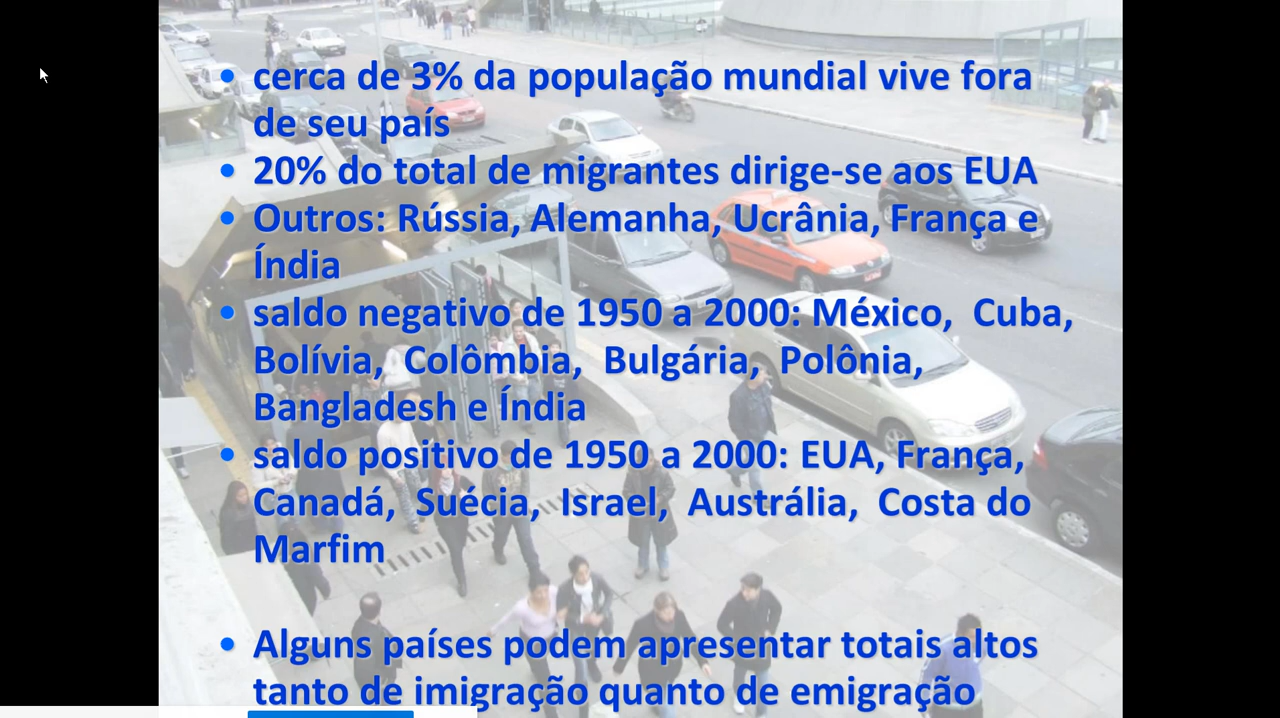 • cerca de 3% da população mundial vive fora
de seu país
• 20% do total de migrantes dirige-se aos EUA
• Outros: Rússia, Alemanha, Ucrânia, França e
Índia
• saldo negativo de 1950 a 2000: México, Cuba,
Bolívia, Colômbia, Bulgária, Polônia,
Bangladesh e Índia
• saldo positivo de 1950 a 2000: EUA, França,
Canadá, Suécia, Israel, Austrália, Costa do
Marfim
• Alguns países podem apresentar totais altos
tanto de imigração quanto de emigração